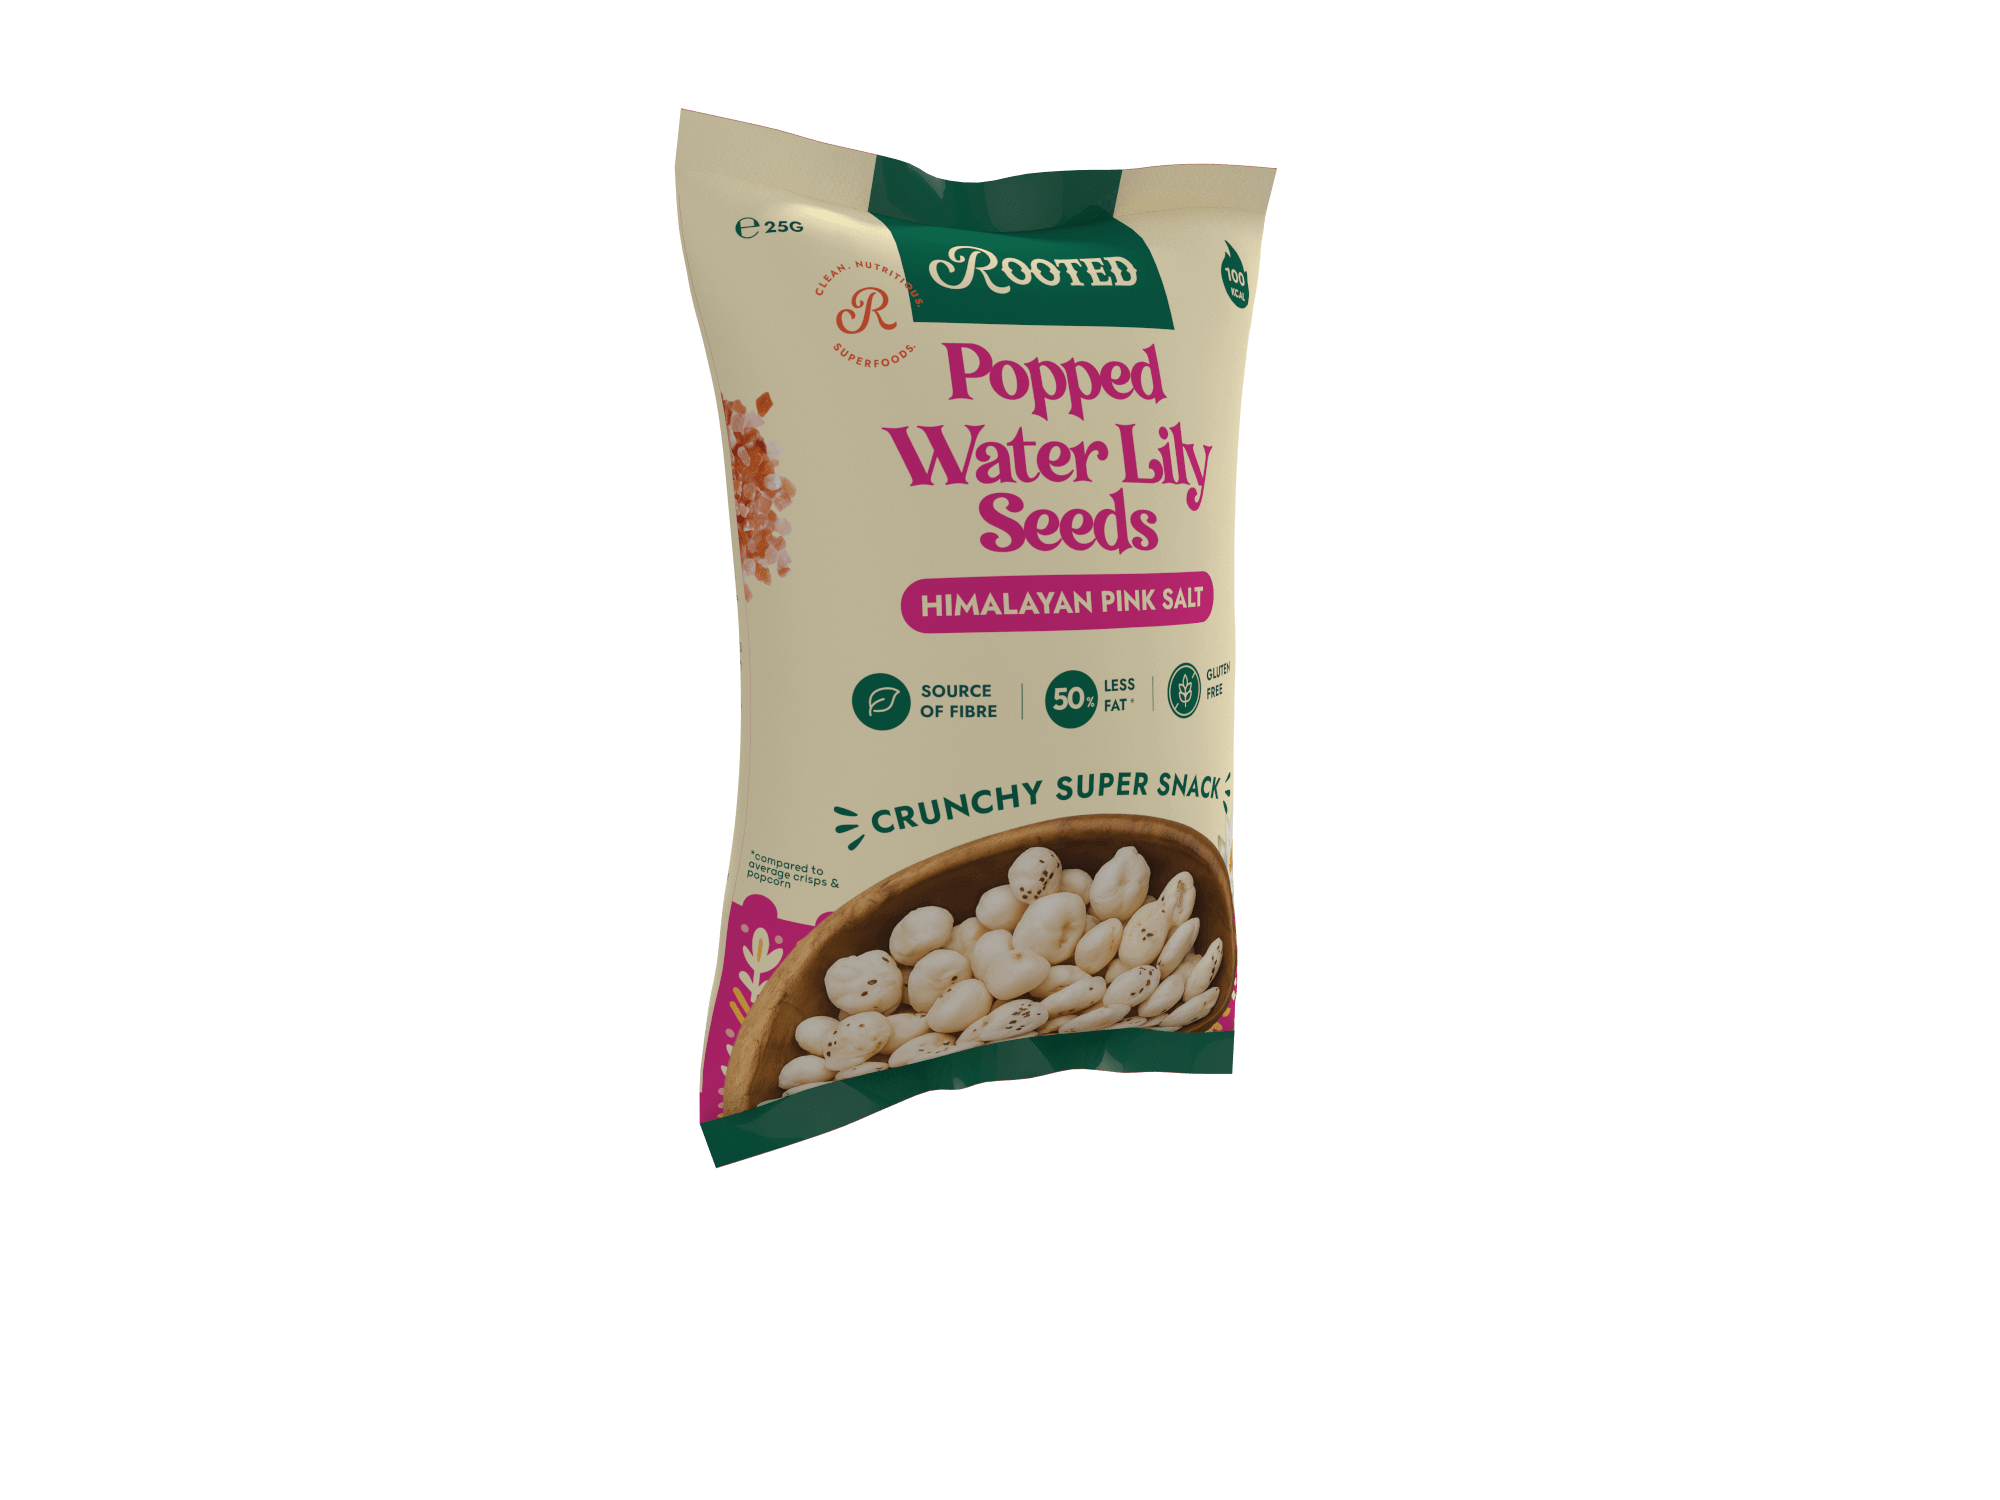 ℮ 25G
ROOTED
100
KCAL
CLEAN. NUTRITIOUS.
R
SUPERFOODS.
Popped
Water Lily
Seeds
HIMALAYAN PINK SALT
SOURCE
OF FIBRE
50%
LESS
FAT*
GLUTEN
FREE
CRUNCHY SUPER SNACK
*compared to
average crisps &
popcorn